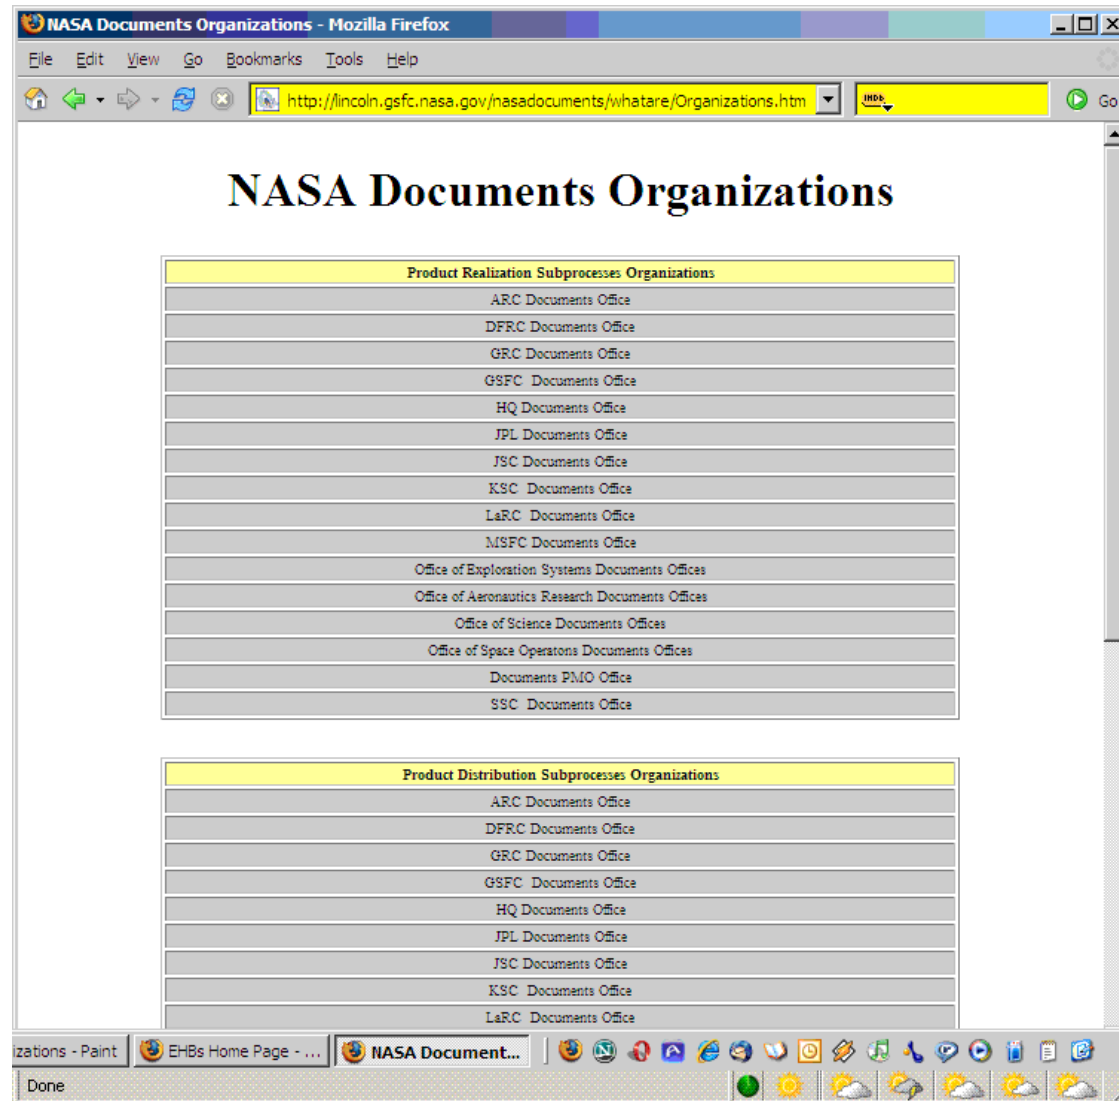 NASA Documents Organizations - Mozilla Firefox
File Edit View Go Bookmarks Tools Help
http://lincoln.gsfc.nasa.gov/nasadocuments/whatare/Organizations.htm IMDb Go
NASA Documents Organizations
Product Realization Subprocesses Organizations
ARC Documents Office
DFRC Documents Office
GRC Documents Office
GSFC Documents Office
HQ Documents Office
JPL Documents Office
JSC Documents Office
KSC Documents Office
LaRC Documents Office
MSFC Documents Office
Office of Exploration Systems Documents Offices
Office of Aeronautics Research Documents Offices
Office of Science Documents Offices
Office of Space Operatons Documents Offices
Documents PMO Office
SSC Documents Office
Product Distribution Subprocesses Organizations
ARC Documents Office
DFRC Documents Office
GRC Documents Office
GSFC Documents Office
HQ Documents Office
JPL Documents Office
JSC Documents Office
KSC Documents Office
LaRC Documents Office
izations - Paint EHBs Home Page - ... NASA Document...
Done